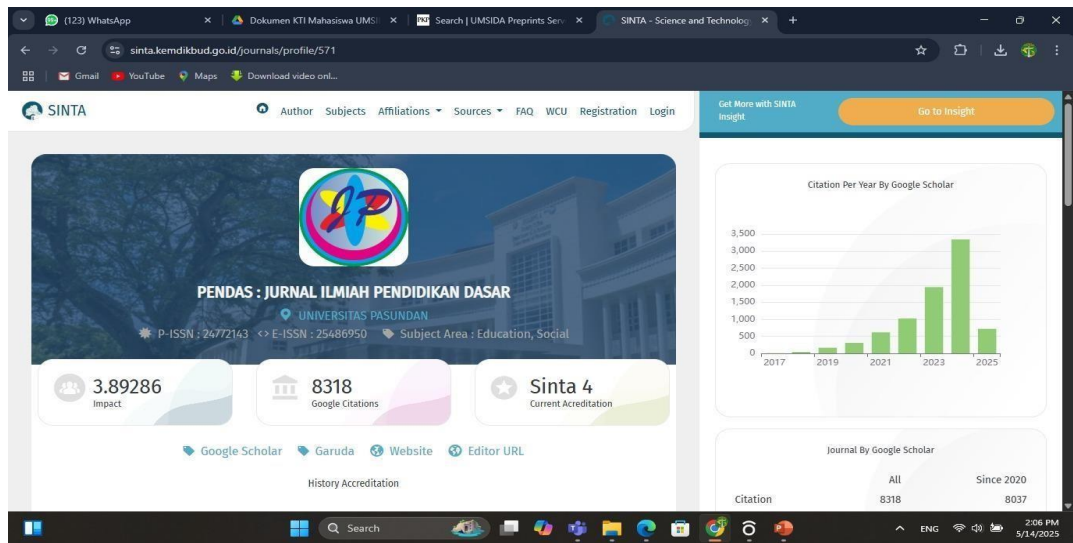 (123) WhatsApp
Dokumen KTI Mahasiswa UMSI
PKP Search | UMSIDA Preprints Serv
SINTA - Science and Technolog
sinta.kemdikbud.go.id/journals/profile/571
Gmail YouTube Maps Download video onl...
SINTA
Author Subjects Affiliations Sources FAQ WCU Registration Login
Get More with SINTA
Insight
Go to Insight
JP
PENDAS : JURNAL ILMIAH PENDIDIKAN DASAR
UNIVERSITAS PASUNDAN
P-ISSN : 24772143 <> E-ISSN : 25486950 Subject Area : Education, Social
3.89286
Impact
8318
Google Citations
Sinta 4
Current Acreditation
Google Scholar Garuda Website Editor URL
History Accreditation
Citation Per Year By Google Scholar
3,500
3,000
2,500
2,000
1,500
1,000
500
0
2017 2019 2021 2023 2025
Journal By Google Scholar
All Since 2020
Citation 8318 8037
Search
ENG
2:06 PM
5/14/2025